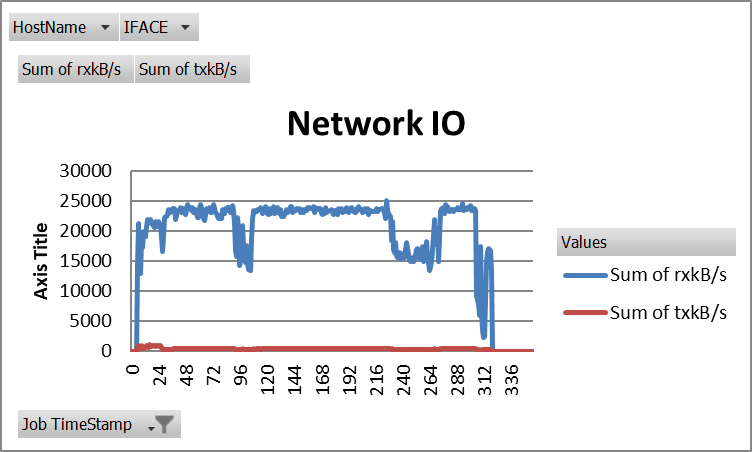 HostName IFACE
Sum of rxkB/s Sum of txkB/s
Network IO
30000
25000
20000
15000
10000
5000
0
Axis Title
0 24 48 72 96 120 144 168 192 216 240 264 288 312 336
Values
Sum of rxkB/s
Sum of txkB/s
Job TimeStamp